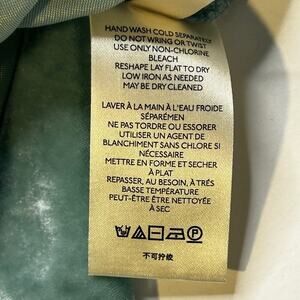 HAND WASH COLD SEPARATELY
DO NOT WRING OR TWIST
USE ONLY NON-CHLORINE
BLEACH
RESHAPE LAY FLAT TO DRY
LOW IRON AS NEEDED
MAY BE DRY CLEANED
LAVER À LA MAIN À L'EAU FROIDE
SÉPARÉMEN
NE PAS TORDRE OU ESSORER
UTILISER UN AGENT DE
BLANCHIMENT SANS CHLORE SI
NÉCESSAIRE
METTRE EN FORME ET SÉCHER
À PLAT
REPASSER, AU BESOIN, À TRÉS
BASSE TEMPÉRATURE
PEUT-ÊTRE ÊTRE NETTOYÉE
À SEC
不可拧绞